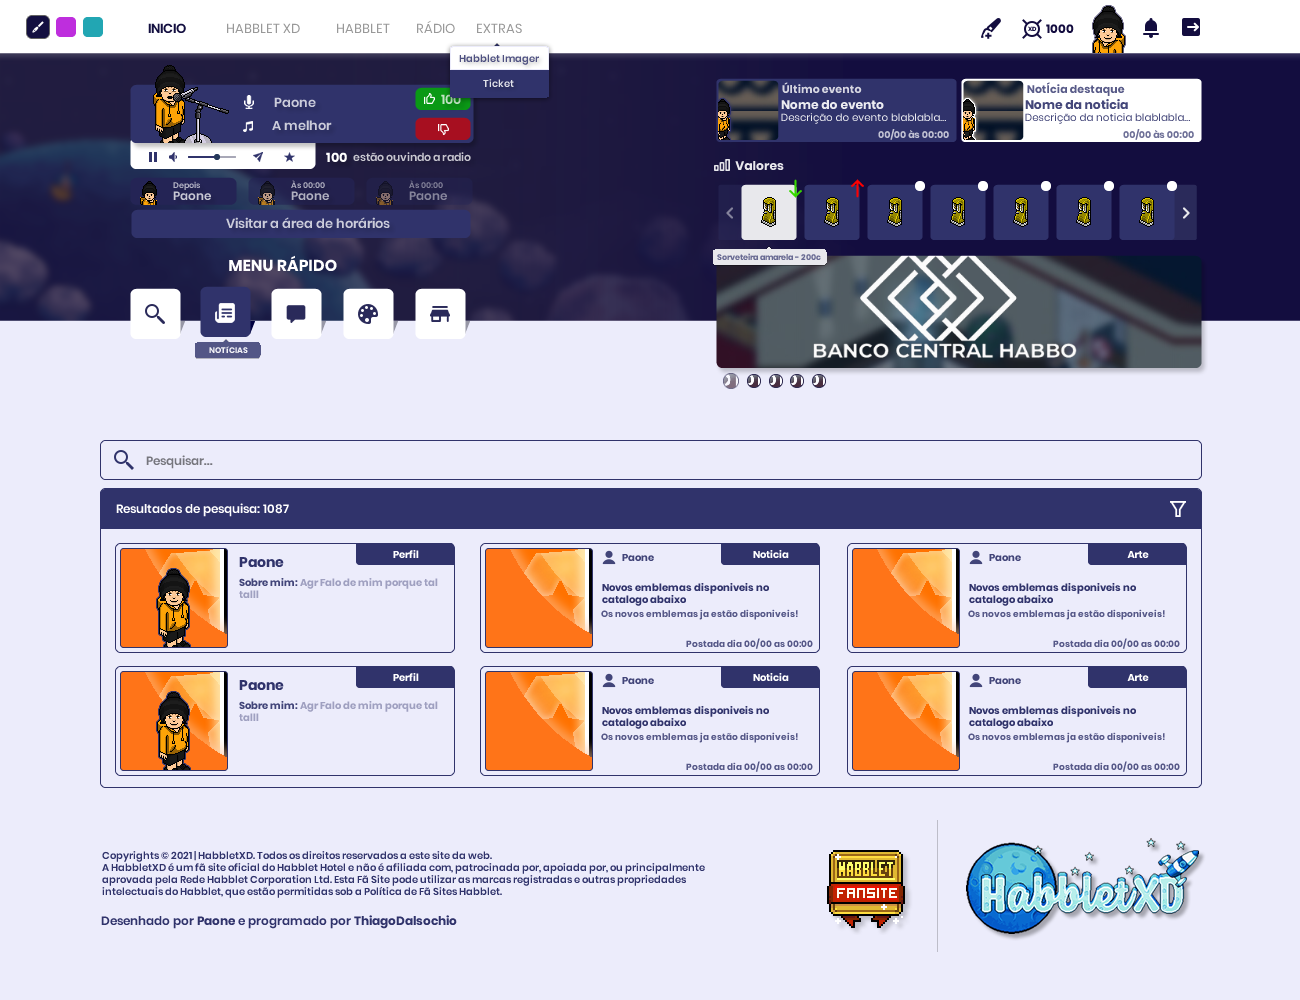 INICIO
HABBLET XD
HABBLET
RÁDIO
EXTRAS
XD
1000
Habblet Imager
Ticket
Paone
100
A melhor
100 estão ouvindo a radio
Depois
Paone
Às 00:00
Paone
Às 00:00
Paone
Visitar a área de horários
MENU RÁPIDO
NOTÍCIAS
Último evento
Nome do evento
Descrição do evento blablabla...
00/00 às 00:00
Notícia destaque
Nome da noticia
Descrição da noticia blablabla...
00/00 às 00:00
Valores
Sorveteira amarela - 200c
BANCO CENTRAL HABBO
Pesquisar...
Resultados de pesquisa: 1087
Perfil
Paone
Sobre mim: Agr Falo de mim porque tal
talll
Noticia
Paone
Novos emblemas disponiveis no
catalogo abaixo
Os novos emblemas ja estão disponiveis!
Postada dia 00/00 as 00:00
Arte
Paone
Novos emblemas disponiveis no
catalogo abaixo
Os novos emblemas ja estão disponiveis!
Postada dia 00/00 as 00:00
Perfil
Paone
Sobre mim: Agr Falo de mim porque tal
talll
Noticia
Paone
Novos emblemas disponiveis no
catalogo abaixo
Os novos emblemas ja estão disponiveis!
Postada dia 00/00 as 00:00
Arte
Paone
Novos emblemas disponiveis no
catalogo abaixo
Os novos emblemas ja estão disponiveis!
Postada dia 00/00 as 00:00
Copyrights © 2021 | HabbletXD. Todos os direitos reservados a este site da web.
A HabbletXD é um fã site oficial do Habblet Hotel e não é afiliada com, patrocinada por, apoiada por, ou principalmente
aprovada pela Rede Habblet Corporation Ltd. Esta Fã Site pode utilizar as marcas registradas e outras propriedades
intelectuais do Habblet, que estão permitidas sob a Política de Fã Sites Habblet.
Desenhado por Paone e programado por ThiagoDalsochio
HABBLET
FANSITE
HabbletXD